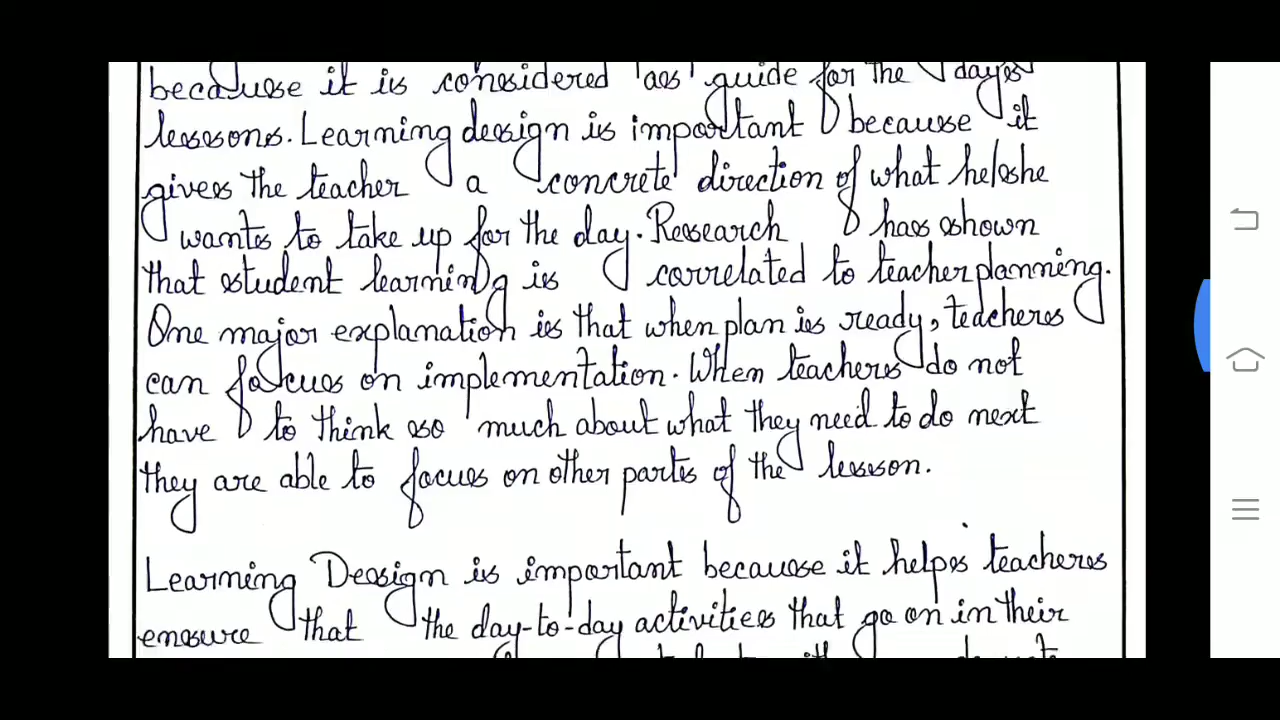 because it is considered 'as' guide for the day's
lessons. Learning design is important because it
gives the teacher a concrete direction of what he/she
wants to take up for the day. Research has shown
that student learning is correlated to teacher planning.
One major explanation is that when plan is ready, teachers
can focus on implementation. When teachers do not
have to think so much about what they need to do next
they are able to focus on other parts of the lesson.
Learning Design is important because it helps teachers
ensure that the day-to-day activities that go on in their